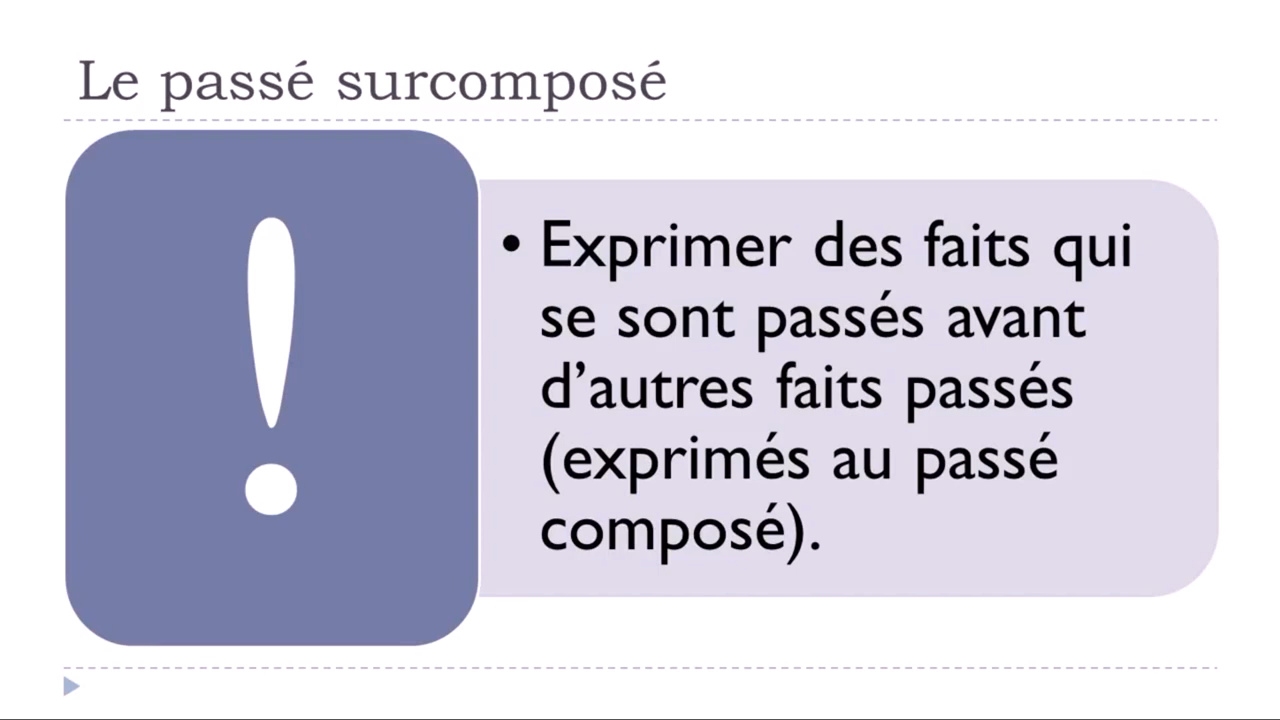 Le passé surcomposé
!
• Exprimer des faits qui
se sont passés avant
d’autres faits passés
(exprimés au passé
composé).